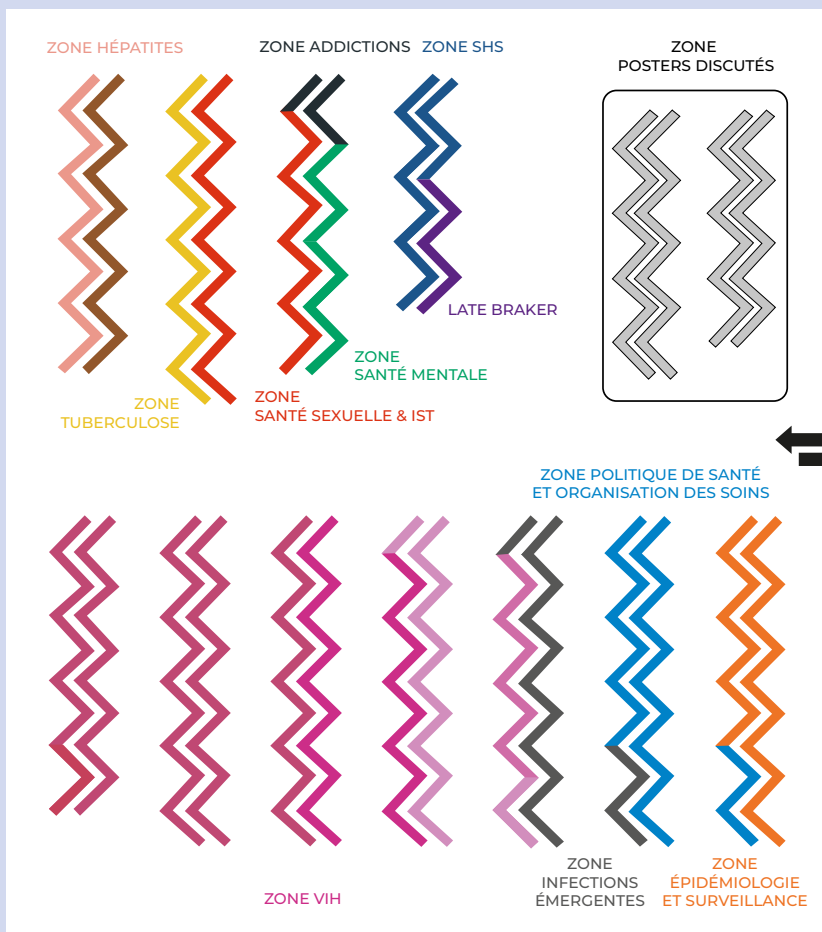 ZONE HÉPATITES
ZONE ADDICTIONS
ZONE SHS
ZONE
POSTERS DISCUTÉS
LATE BRAKER
ZONE
SANTÉ MENTALE
ZONE
TUBERCULOSE
ZONE
SANTÉ SEXUELLE & IST
ZONE POLITIQUE DE SANTÉ
ET ORGANISATION DES SOINS
ZONE VIH
ZONE
INFECTIONS
ÉMERGENTES
ZONE
ÉPIDÉMIOLOGIE
ET SURVEILLANCE